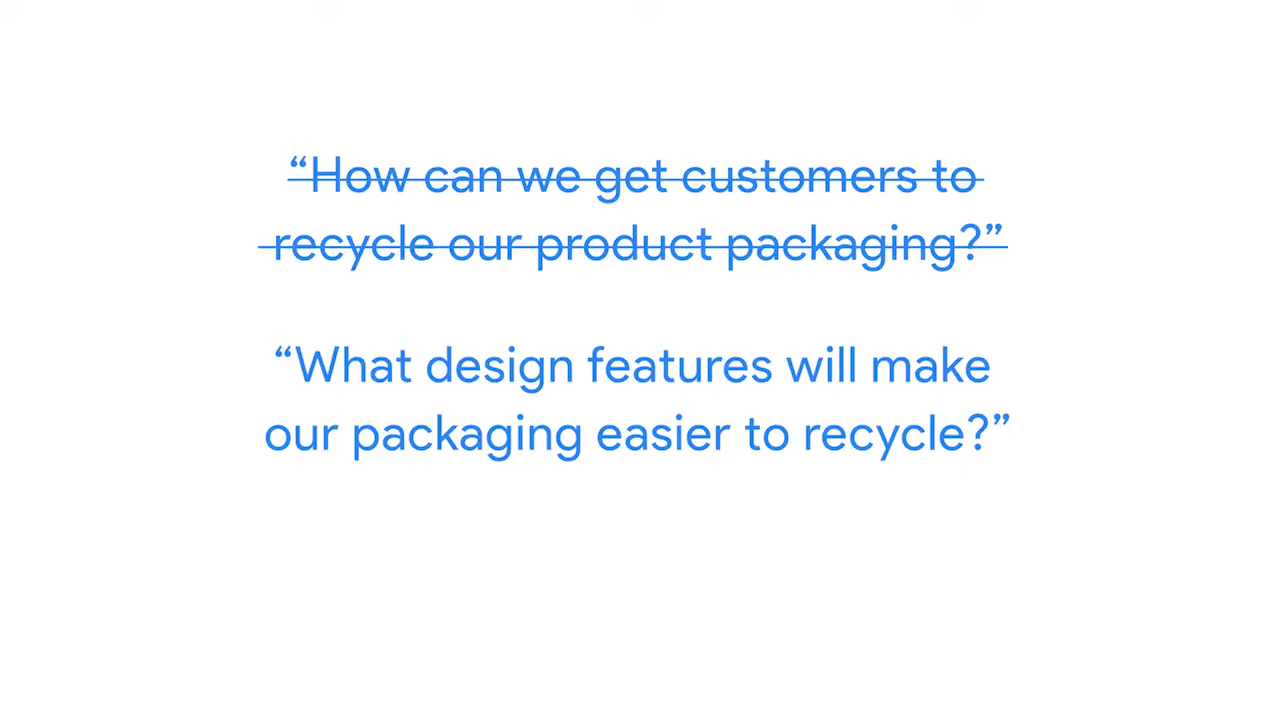 “How can we get customers to
recycle our product packaging?”
“What design features will make
our packaging easier to recycle?”